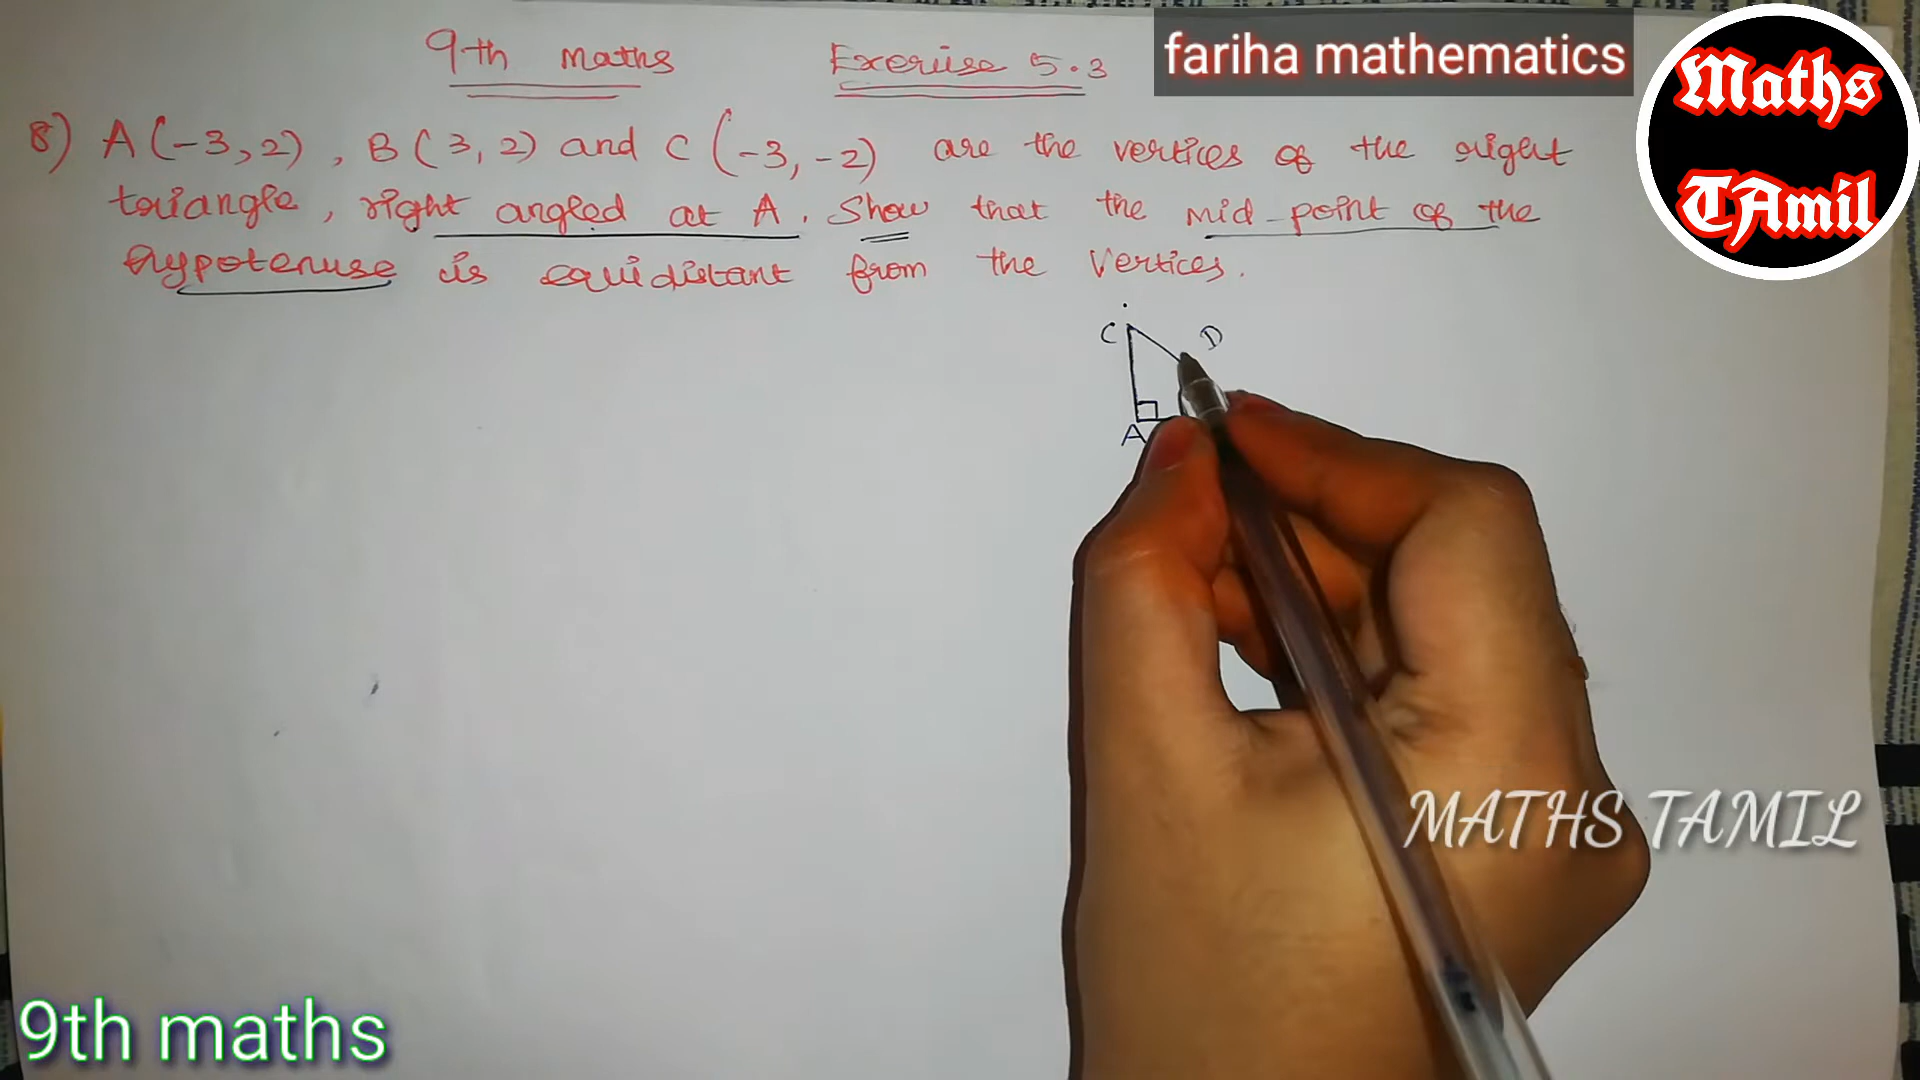 9th maths Exercise 5.3
fariha mathematics
Maths
TAmil
8) A(-3,2), B(3,2) and C(-3,-2) are the vertices of the right
triangle, right angled at A. Show that the mid-point of the
hypotenuse is equidistant from the vertices.
C D
A
MATHS TAMIL
9th maths